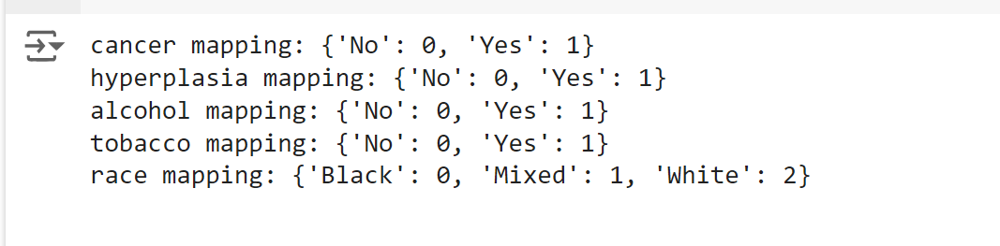 cancer mapping: {'No': 0, 'Yes': 1}
hyperplasia mapping: {'No': 0, 'Yes': 1}
alcohol mapping: {'No': 0, 'Yes': 1}
tobacco mapping: {'No': 0, 'Yes': 1}
race mapping: {'Black': 0, 'Mixed': 1, 'White': 2}